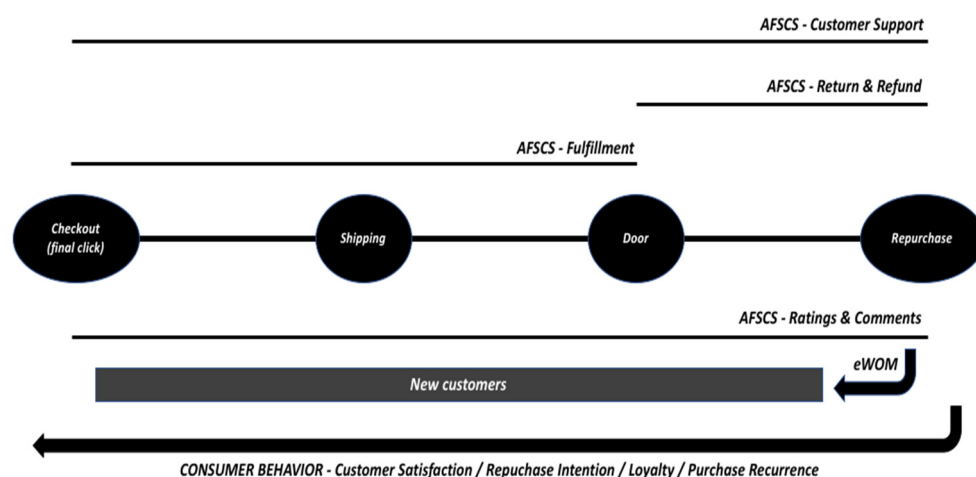 AFSCS - Customer Support
AFSCS - Return & Refund
AFSCS - Fulfillment
Checkout
(final click)
Shipping
Door
Repurchase
AFSCS - Ratings & Comments
eWOM
New customers
CONSUMER BEHAVIOR - Customer Satisfaction / Repuchase Intention / Loyalty / Purchase Recurrence